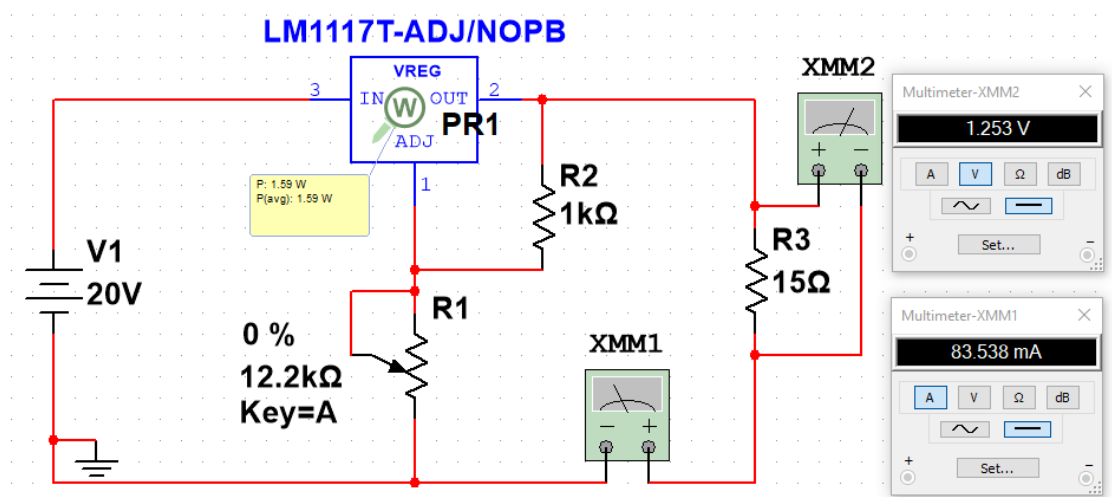 LM1117T-ADJ/NOPB
VREG
3
IN
W
OUT
2
PR1
ADJ
1
P: 1.59 W
P(avg): 1.59 W
R2
1kΩ
V1
20V
R1
0 %
12.2kΩ
Key=A
XMM1
− +
R3
15Ω
XMM2
+ −
Multimeter-XMM2
1.253 V
A V Ω dB
+ Set... −
Multimeter-XMM1
83.538 mA
A V Ω dB
+ Set... −